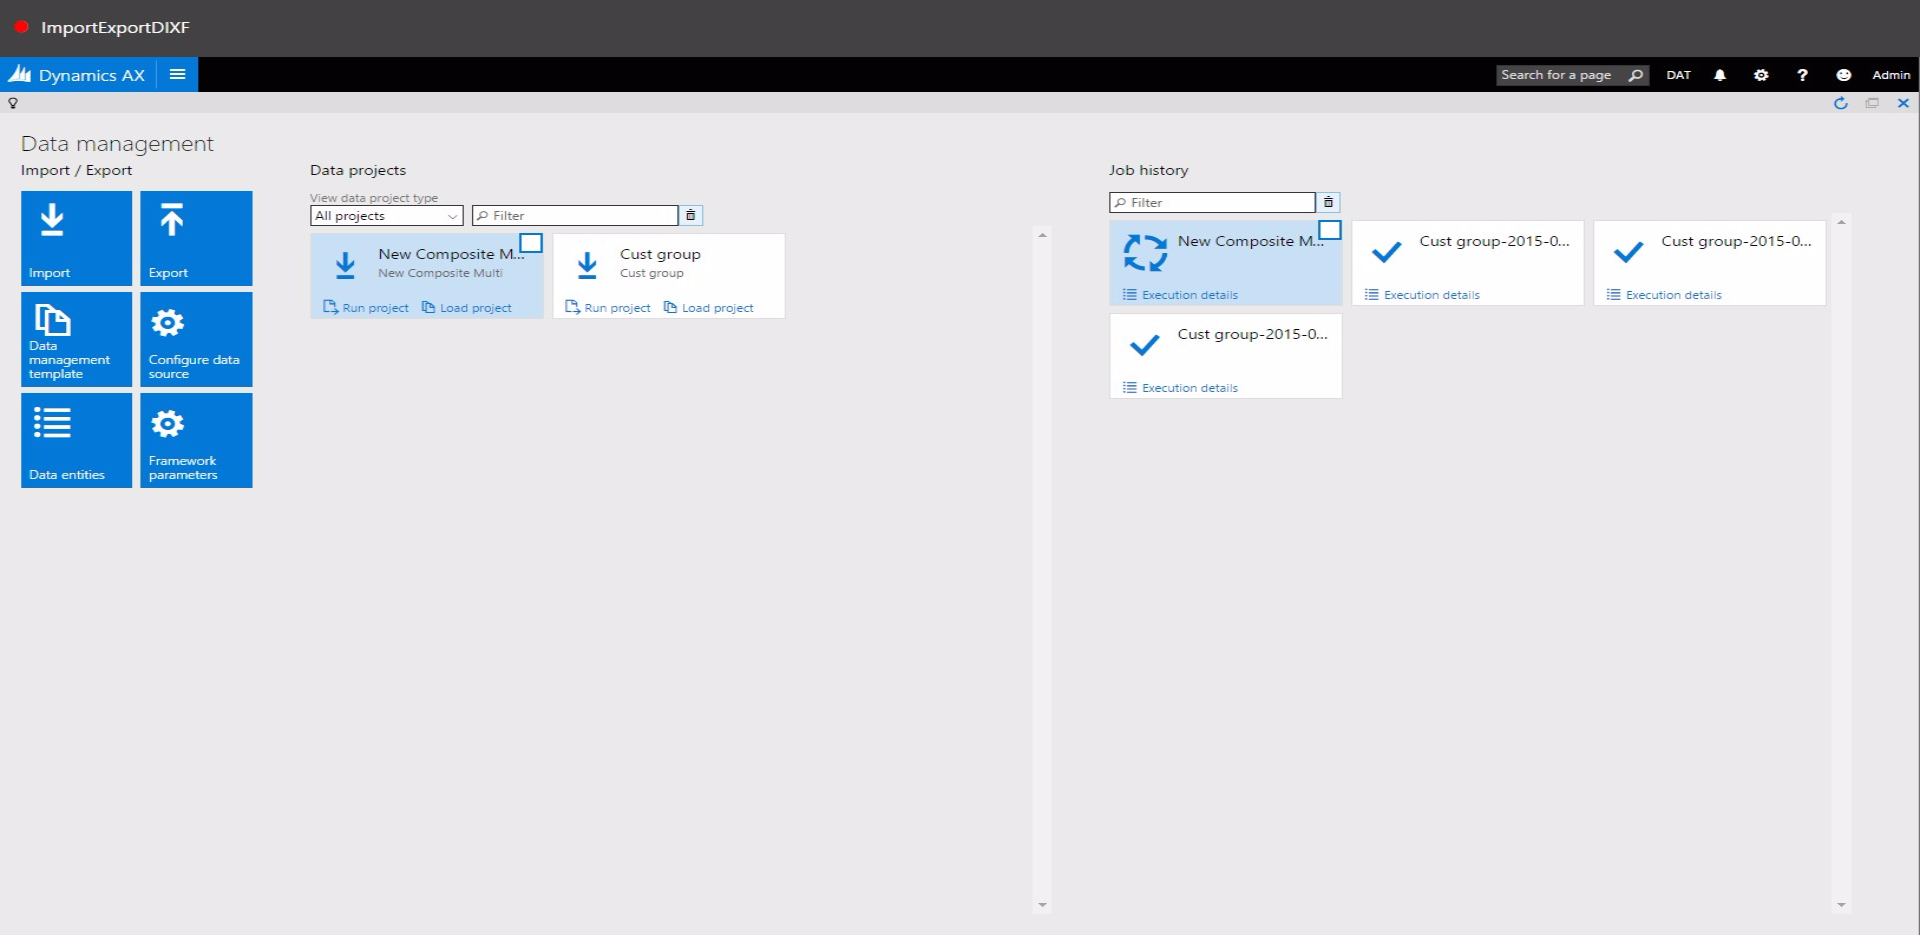 ImportExportDIXF
Dynamics AX
Search for a page
DAT
?
Admin
Data management
Import / Export
Import
Export
Data
management
template
Configure data
source
Data entities
Framework
parameters
Data projects
View data project type
All projects
Filter
New Composite M...
New Composite Multi
Run project
Load project
Cust group
Cust group
Run project
Load project
Job history
Filter
New Composite M...
Execution details
Cust group-2015-0...
Execution details
Cust group-2015-0...
Execution details
Cust group-2015-0...
Execution details